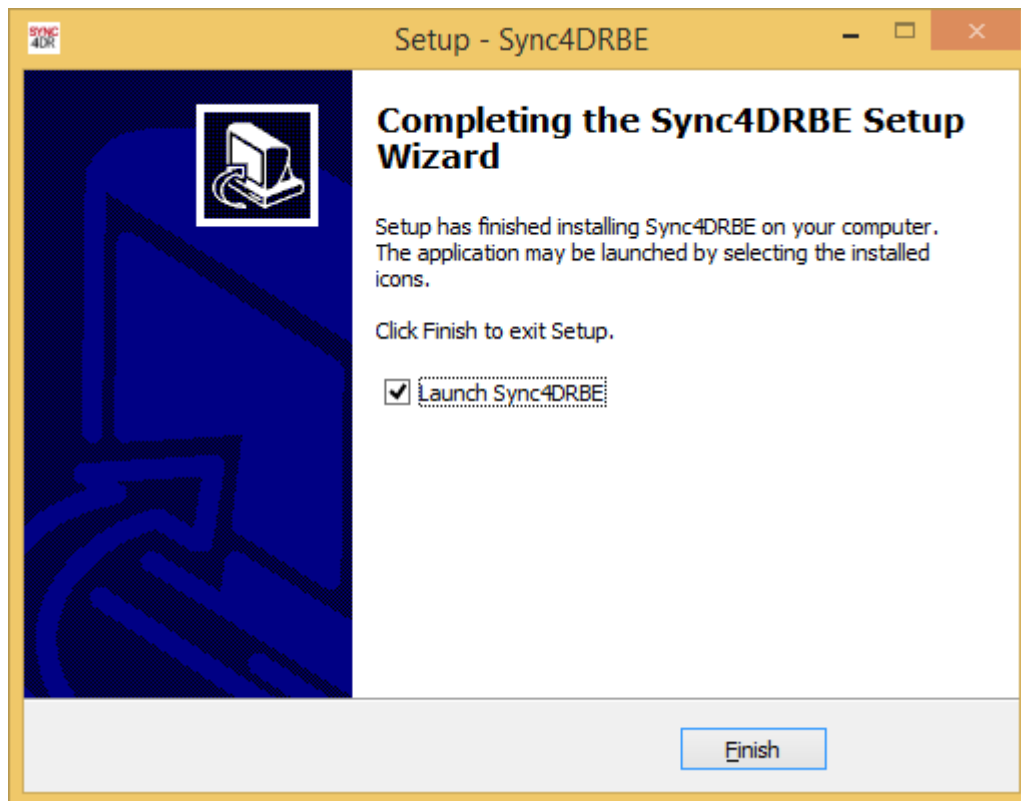 SYNC
4DR
Setup - Sync4DRBE
Completing the Sync4DRBE Setup
Wizard
Setup has finished installing Sync4DRBE on your computer.
The application may be launched by selecting the installed
icons.
Click Finish to exit Setup.
Launch Sync4DRBE
Finish